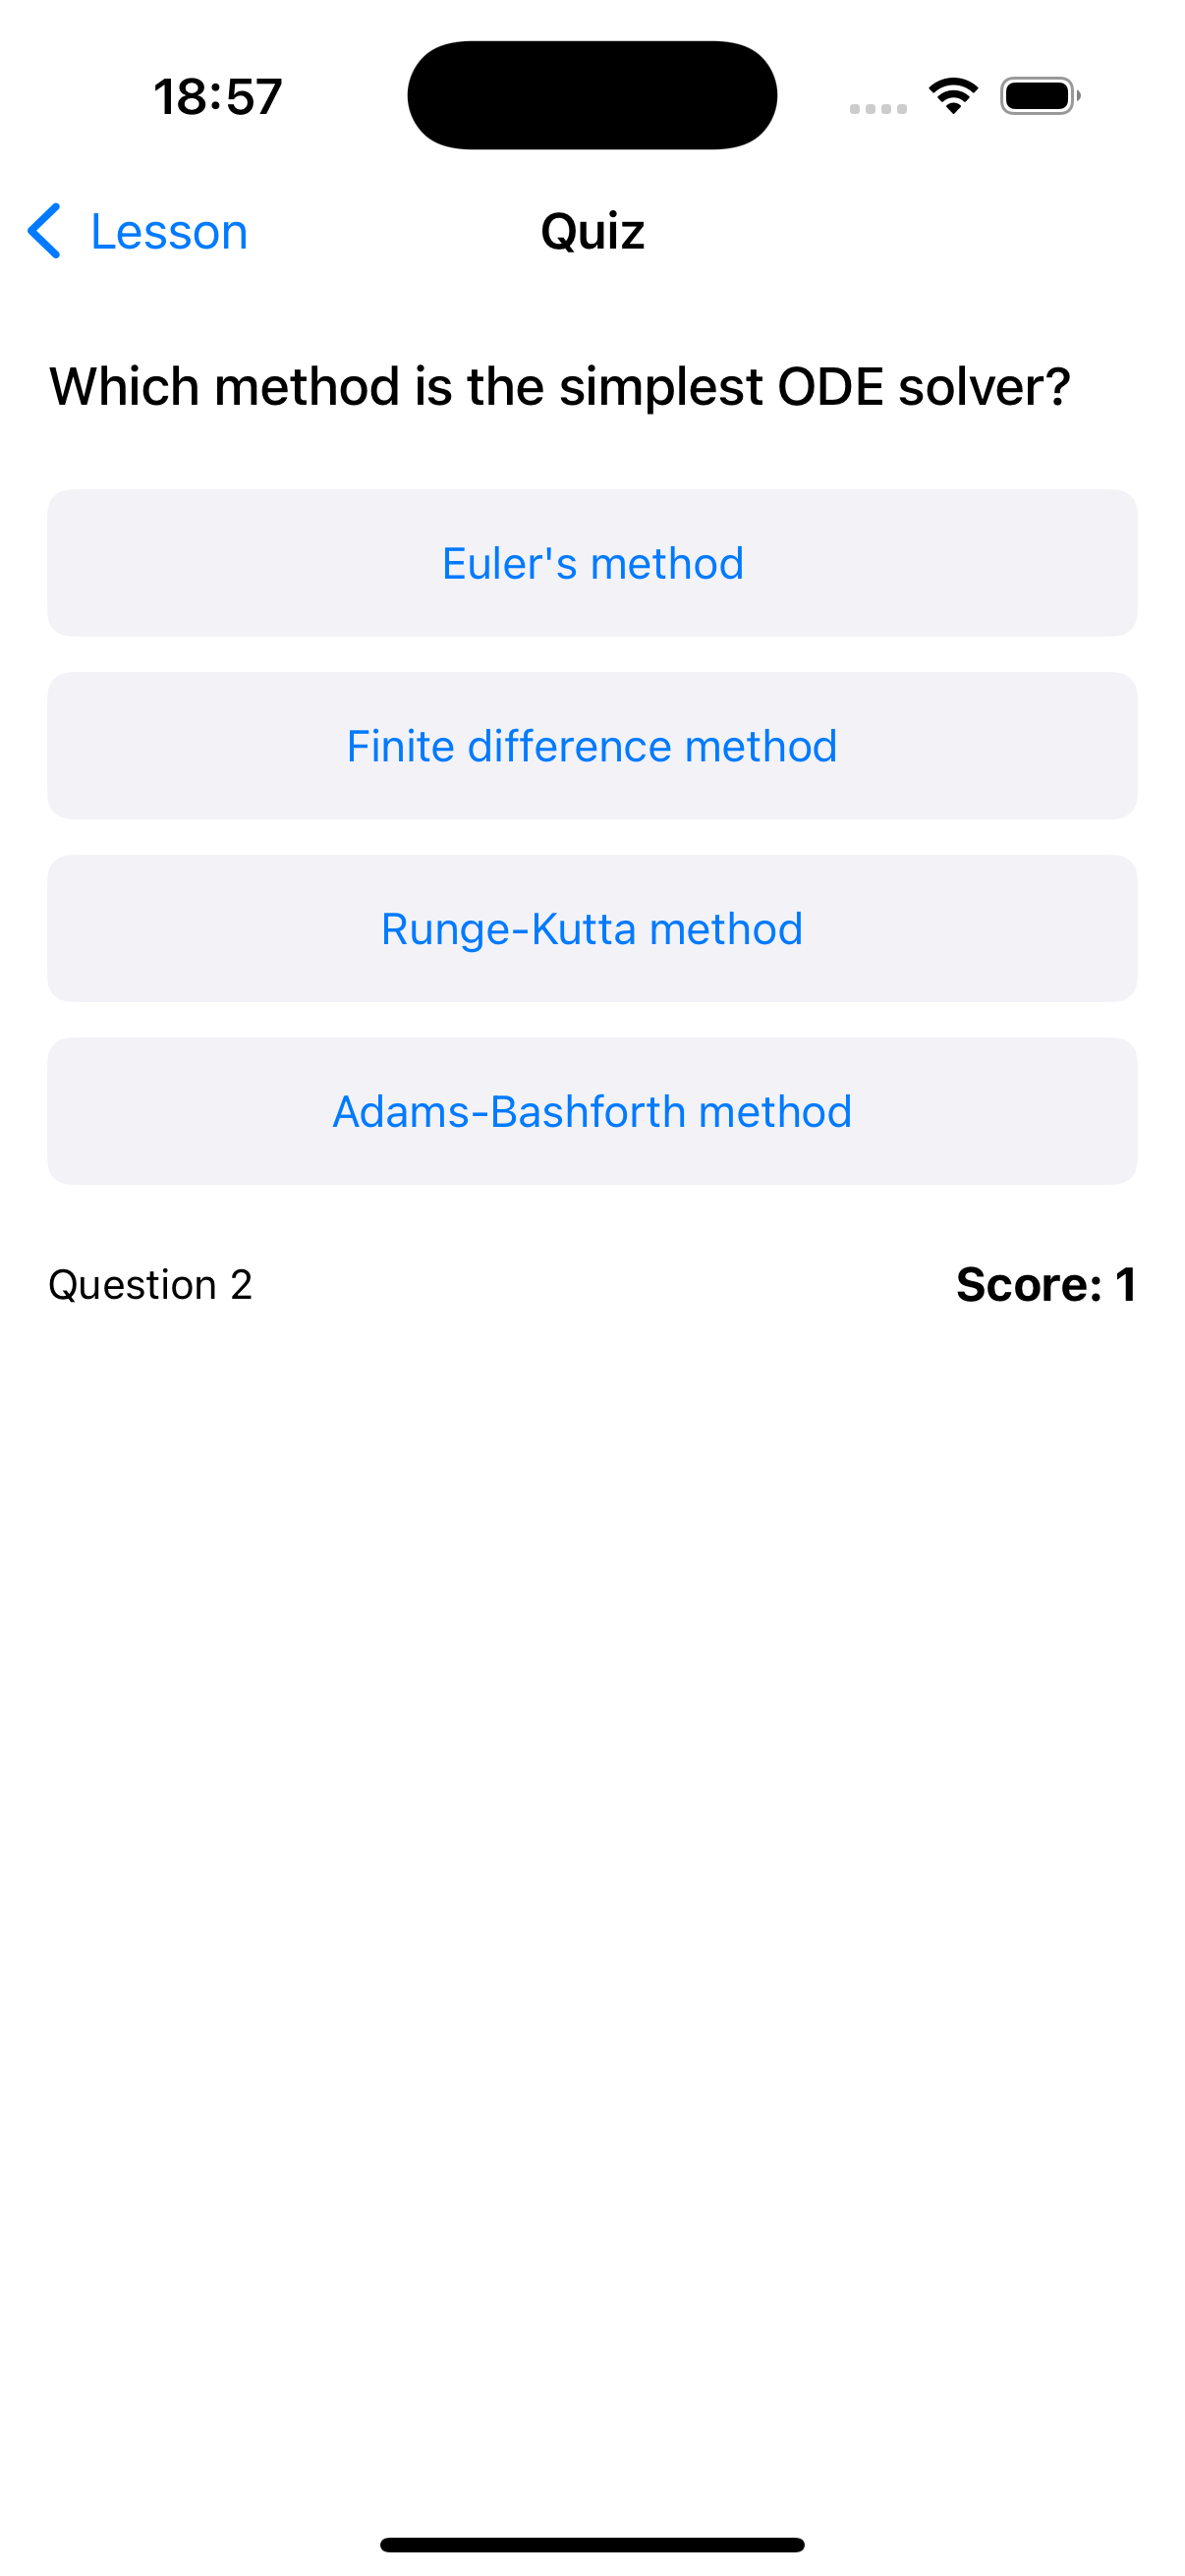 18:57
Lesson
Quiz
Which method is the simplest ODE solver?
Euler's method
Finite difference method
Runge-Kutta method
Adams-Bashforth method
Question 2
Score: 1